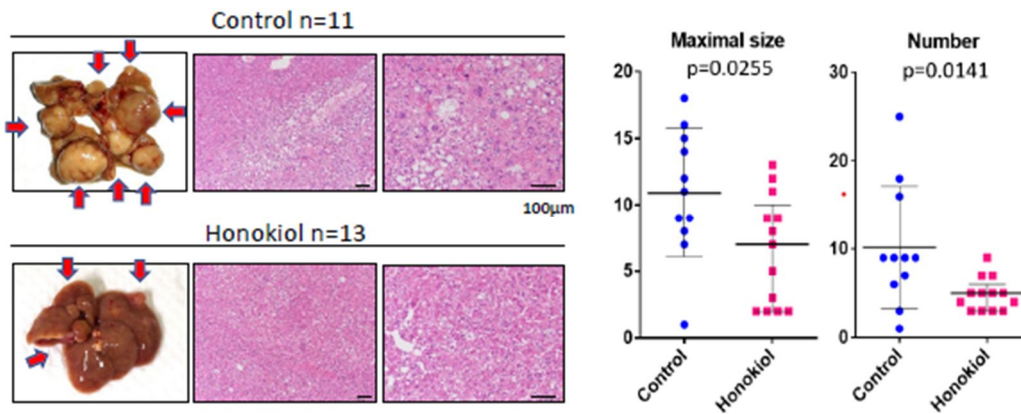 Control n=11
100μm
Honokiol n=13
Maximal size
p=0.0255
20
15
10
5
0
Control
Honokiol
Number
p=0.0141
30
20
10
0
Control
Honokiol